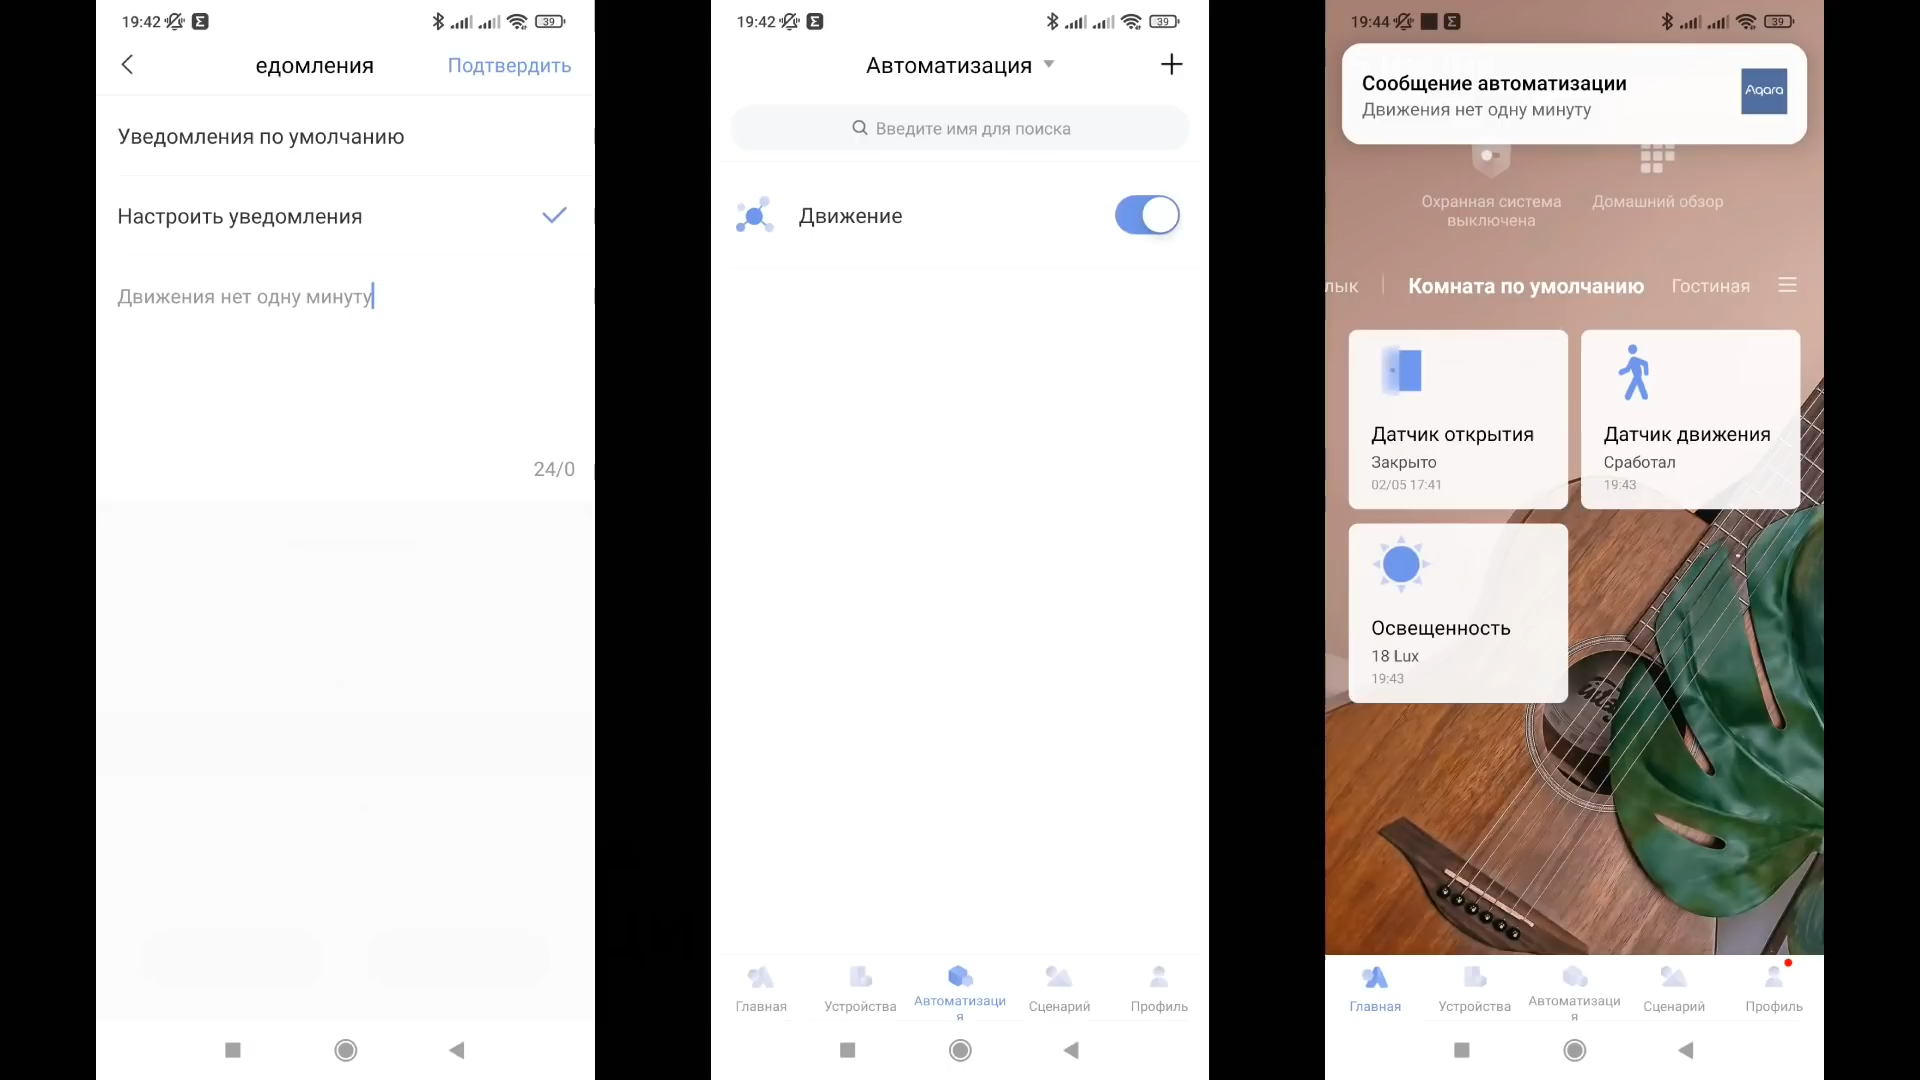 19:42
39
едомления
Подтвердить
Уведомления по умолчанию
Настроить уведомления
Движения нет одну минуту
24/0
19:42
39
Автоматизация
Введите имя для поиска
Движение
Главная
Устройства
Автоматизаци
я
Сценарий
Профиль
19:44
39
Сообщение автоматизации
Движения нет одну минуту
Aqara
Охранная система
выключена
Домашний обзор
лык
Комната по умолчанию
Гостиная
Датчик открытия
Закрыто
02/05 17:41
Датчик движения
Сработал
19:43
Освещенность
18 Lux
19:43
Главная
Устройства
Автоматизаци
я
Сценарий
Профиль